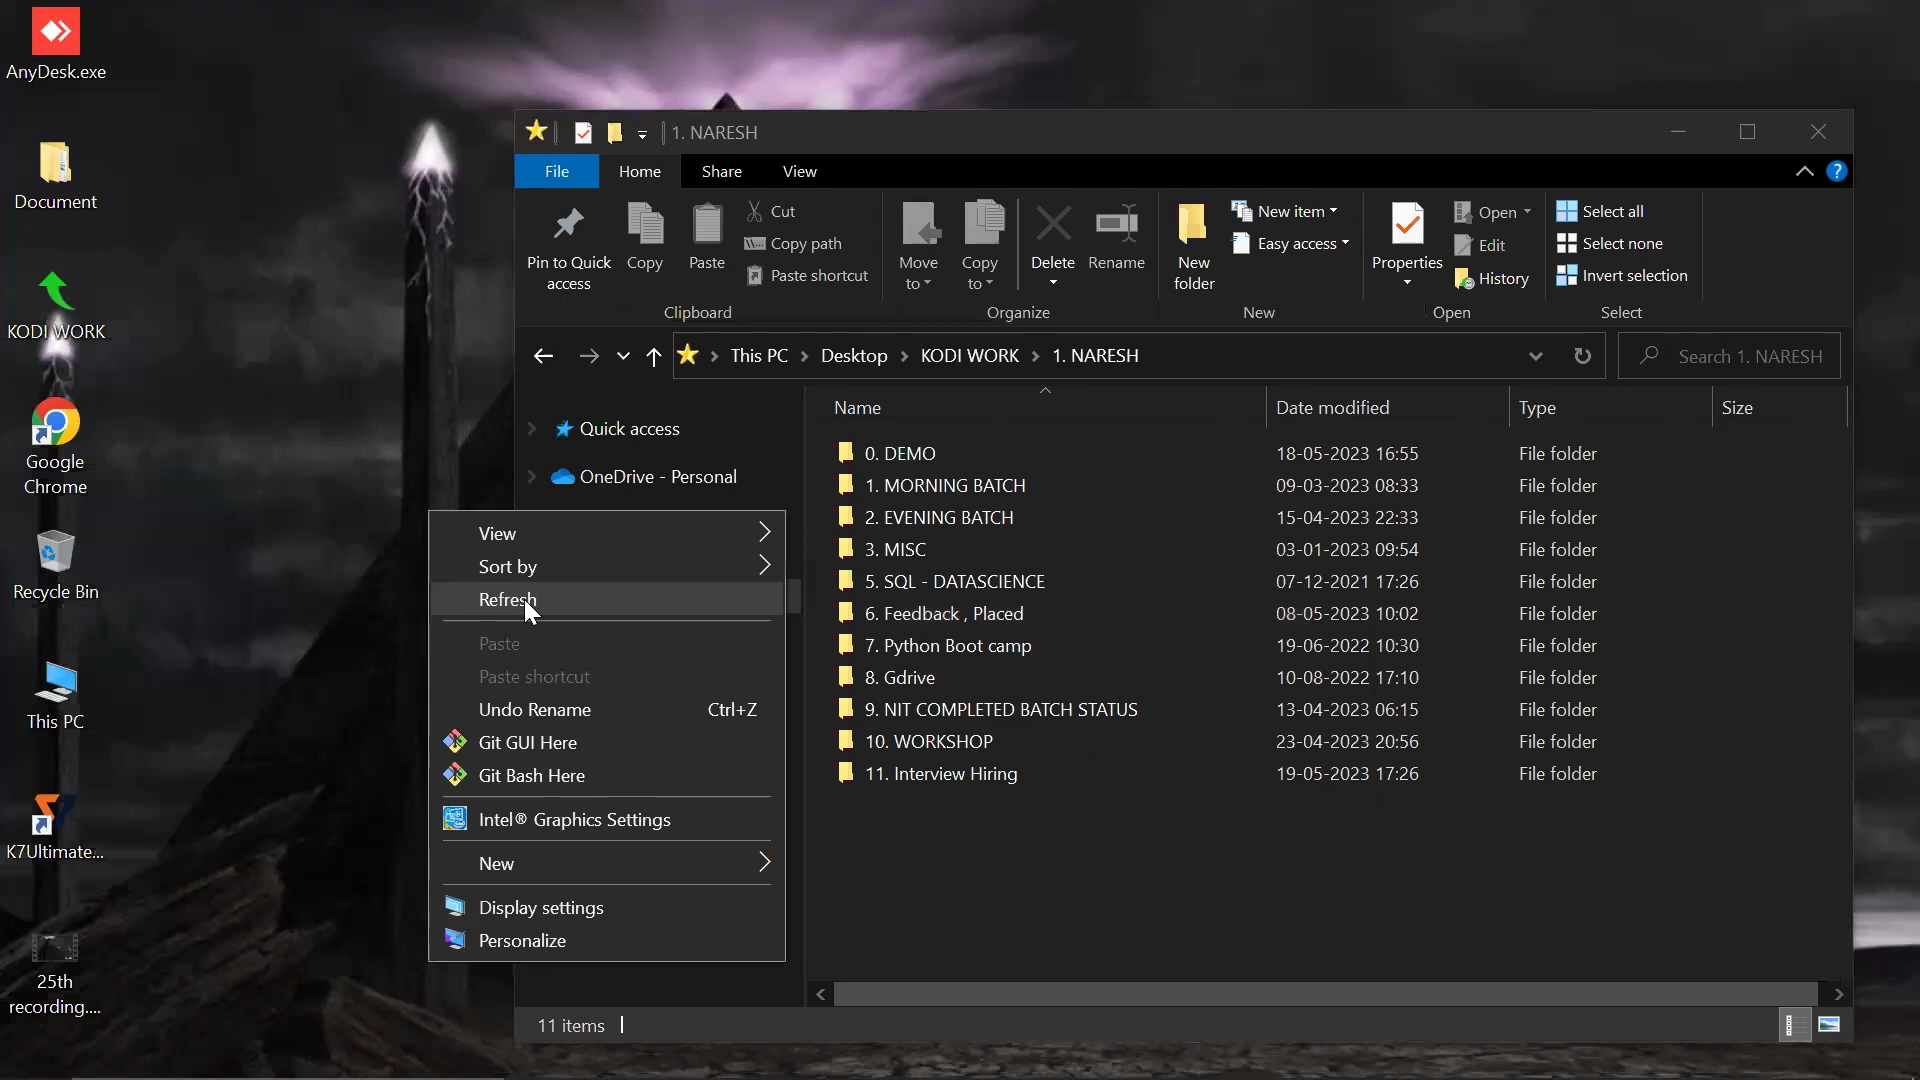 AnyDesk.exe
Document
KODI WORK
Google
Chrome
Recycle Bin
This PC
K7Ultimate...
25th
recording....
1. NARESH
File
Home
Share
View
?
Pin to Quick
access
Copy
Paste
Cut
Copy path
Paste shortcut
Clipboard
Move
to
Copy
to
Delete
Rename
Organize
New
folder
New item
Easy access
New
Properties
Open
Edit
History
Open
Select all
Select none
Invert selection
Select
This PC > Desktop > KODI WORK > 1. NARESH
Search 1. NARESH
Quick access
OneDrive - Personal
Name Date modified Type Size
0. DEMO 18-05-2023 16:55 File folder
1. MORNING BATCH 09-03-2023 08:33 File folder
2. EVENING BATCH 15-04-2023 22:33 File folder
3. MISC 03-01-2023 09:54 File folder
5. SQL - DATASCIENCE 07-12-2021 17:26 File folder
6. Feedback , Placed 08-05-2023 10:02 File folder
7. Python Boot camp 19-06-2022 10:30 File folder
8. Gdrive 10-08-2022 17:10 File folder
9. NIT COMPLETED BATCH STATUS 13-04-2023 06:15 File folder
10. WORKSHOP 23-04-2023 20:56 File folder
11. Interview Hiring 19-05-2023 17:26 File folder
View
Sort by
Refresh
Paste
Paste shortcut
Undo Rename Ctrl+Z
Git GUI Here
Git Bash Here
Intel® Graphics Settings
New
Display settings
Personalize
11 items